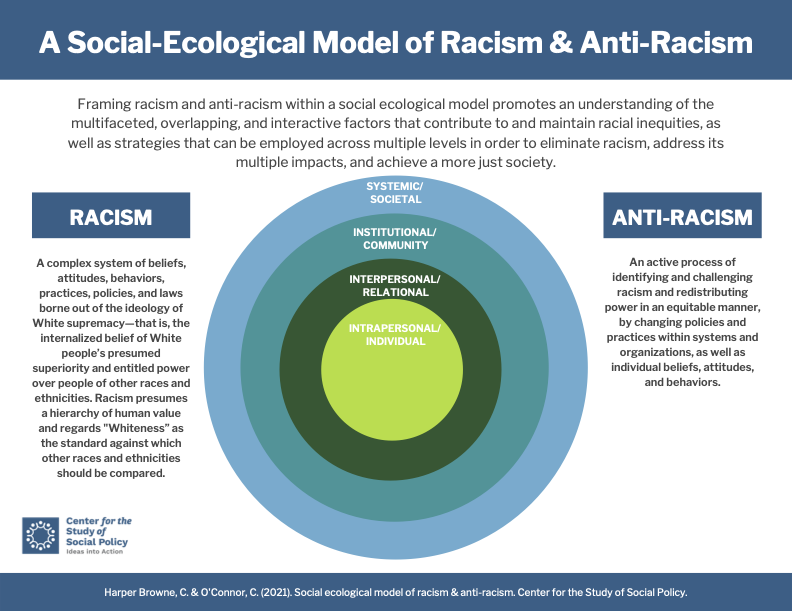 A Social-Ecological Model of Racism & Anti-Racism
Framing racism and anti-racism within a social ecological model promotes an understanding of the
multifaceted, overlapping, and interactive factors that contribute to and maintain racial inequities, as
well as strategies that can be employed across multiple levels in order to eliminate racism, address its
multiple impacts, and achieve a more just society.
RACISM
A complex system of beliefs,
attitudes, behaviors,
practices, policies, and laws
borne out of the ideology of
White supremacy—that is, the
internalized belief of White
people's presumed
superiority and entitled power
over people of other races and
ethnicities. Racism presumes
a hierarchy of human value
and regards "Whiteness" as
the standard against which
other races and ethnicities
should be compared.
SYSTEMIC/
SOCIETAL
INSTITUTIONAL/
COMMUNITY
INTERPERSONAL/
RELATIONAL
INTRAPERSONAL/
INDIVIDUAL
ANTI-RACISM
An active process of
identifying and challenging
racism and redistributing
power in an equitable manner,
by changing policies and
practices within systems and
organizations, as well as
individual beliefs, attitudes,
and behaviors.
Center for the
Study of
Social Policy
Ideas into Action
Harper Browne, C. & O'Connor, C. (2021). Social ecological model of racism & anti-racism. Center for the Study of Social Policy.